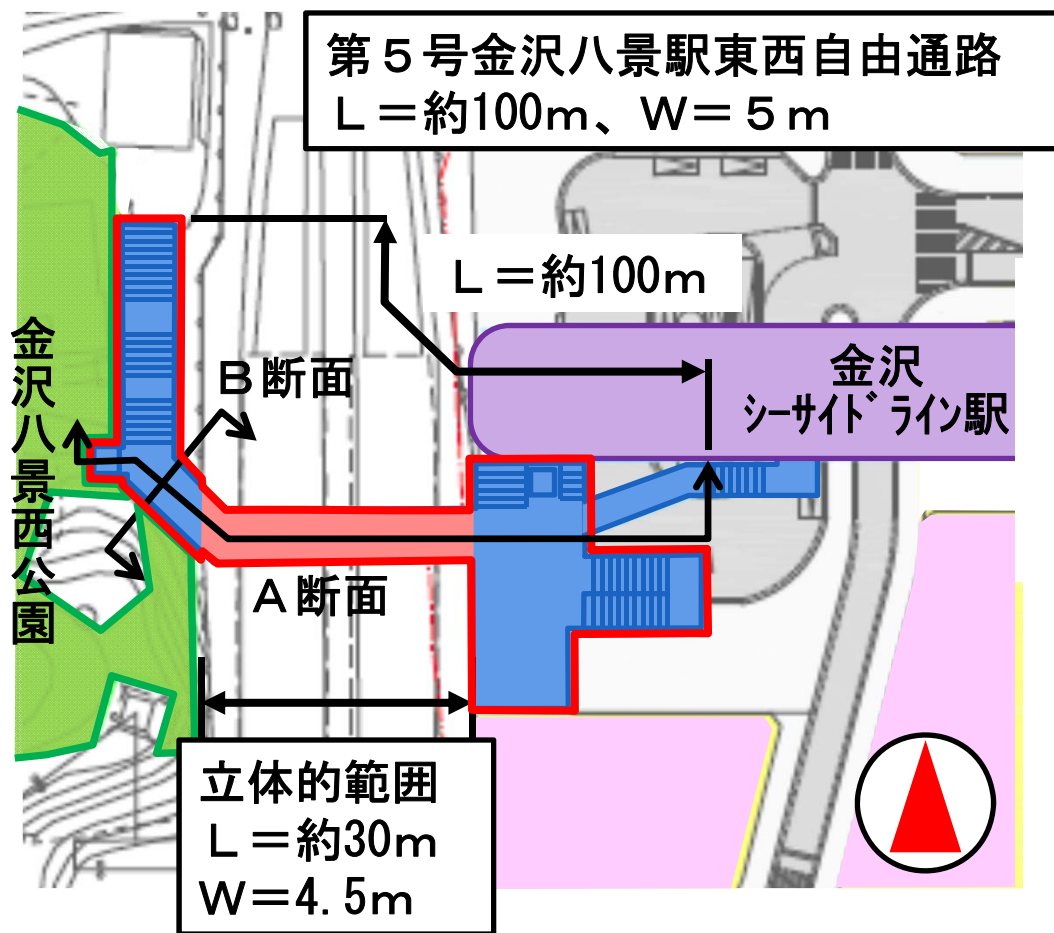 第5号金沢八景駅東西自由通路
L=約100m、W=5m
L=約100m
金沢
シーサイドライン駅
B断面
金沢八景西公園
A断面
立体的範囲
L=約30m
W=4.5m